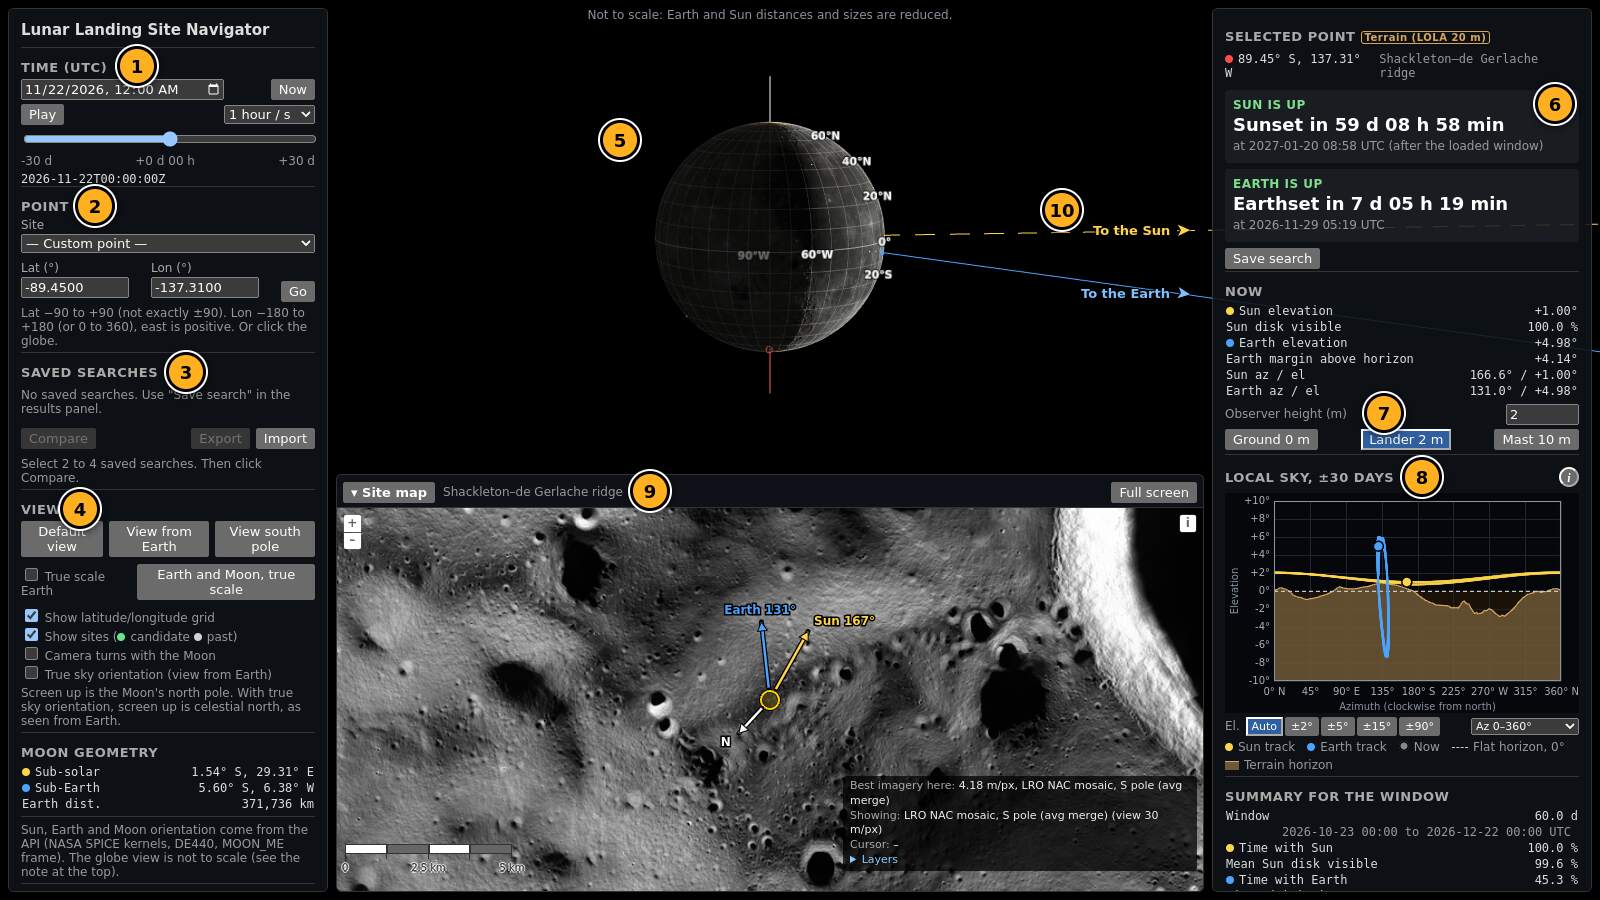 Not to scale: Earth and Sun distances and sizes are reduced.
Lunar Landing Site Navigator
TIME (UTC)
1
11/22/2026, 12:00 AM
Now
Play
1 hour / s
-30 d
+0 d 00 h
+30 d
2026-11-22T00:00:00Z
POINT
2
Site
— Custom point —
Lat (°)
Lon (°)
-89.4500
-137.3100
Go
Lat −90 to +90 (not exactly ±90). Lon −180 to
+180 (or 0 to 360), east is positive. Or click the
globe.
SAVED SEARCHES
3
No saved searches. Use "Save search" in the
results panel.
Compare
Export
Import
Select 2 to 4 saved searches. Then click
Compare.
VIEW
4
Default
view
View from
Earth
View south
pole
True scale
Earth
Earth and Moon, true
scale
Show latitude/longitude grid
Show sites ( candidate past)
Camera turns with the Moon
True sky orientation (view from Earth)
Screen up is the Moon's north pole. With true
sky orientation, screen up is celestial north, as
seen from Earth.
MOON GEOMETRY
Sub-solar 1.54° S, 29.31° E
Sub-Earth 5.60° S, 6.38° W
Earth dist. 371,736 km
Sun, Earth and Moon orientation come from the
API (NASA SPICE kernels, DE440, MOON_ME
frame). The globe view is not to scale (see the
note at the top).
5
60°N
40°N
20°N
0°
90°W
60°W
20°S
10
To the Sun
To the Earth
▾ Site map
Shackleton–de Gerlache ridge
9
Full screen
+
–
i
Earth 131°
Sun 167°
N
0
2.5 km
5 km
Best imagery here: 4.18 m/px, LRO NAC mosaic, S pole (avg
merge)
Showing: LRO NAC mosaic, S pole (avg merge) (view 30
m/px)
Cursor: –
▶ Layers
SELECTED POINT
Terrain (LOLA 20 m)
89.45° S, 137.31°
W
Shackleton—de Gerlache
ridge
6
SUN IS UP
Sunset in 59 d 08 h 58 min
at 2027-01-20 08:58 UTC (after the loaded window)
EARTH IS UP
Earthset in 7 d 05 h 19 min
at 2026-11-29 05:19 UTC
Save search
NOW
Sun elevation +1.00°
Sun disk visible 100.0 %
Earth elevation +4.98°
Earth margin above horizon +4.14°
Sun az / el 166.6° / +1.00°
Earth az / el 131.0° / +4.98°
Observer height (m)
7
2
Ground 0 m
Lander 2 m
Mast 10 m
LOCAL SKY, ±30 DAYS
8
i
+10°
+8°
+6°
+4°
+2°
0°
-2°
-4°
-6°
-8°
-10°
Elevation
0° N
45°
90° E
135°
180° S
225°
270° W
315°
360° N
Azimuth (clockwise from north)
El.
Auto
±2°
±5°
±15°
±90°
Az 0–360°
Sun track
Earth track
Now
---- Flat horizon, 0°
Terrain horizon
SUMMARY FOR THE WINDOW
Window 60.0 d
2026-10-23 00:00 to 2026-12-22 00:00 UTC
Time with Sun 100.0 %
Mean Sun disk visible 99.6 %
Time with Earth 45.3 %